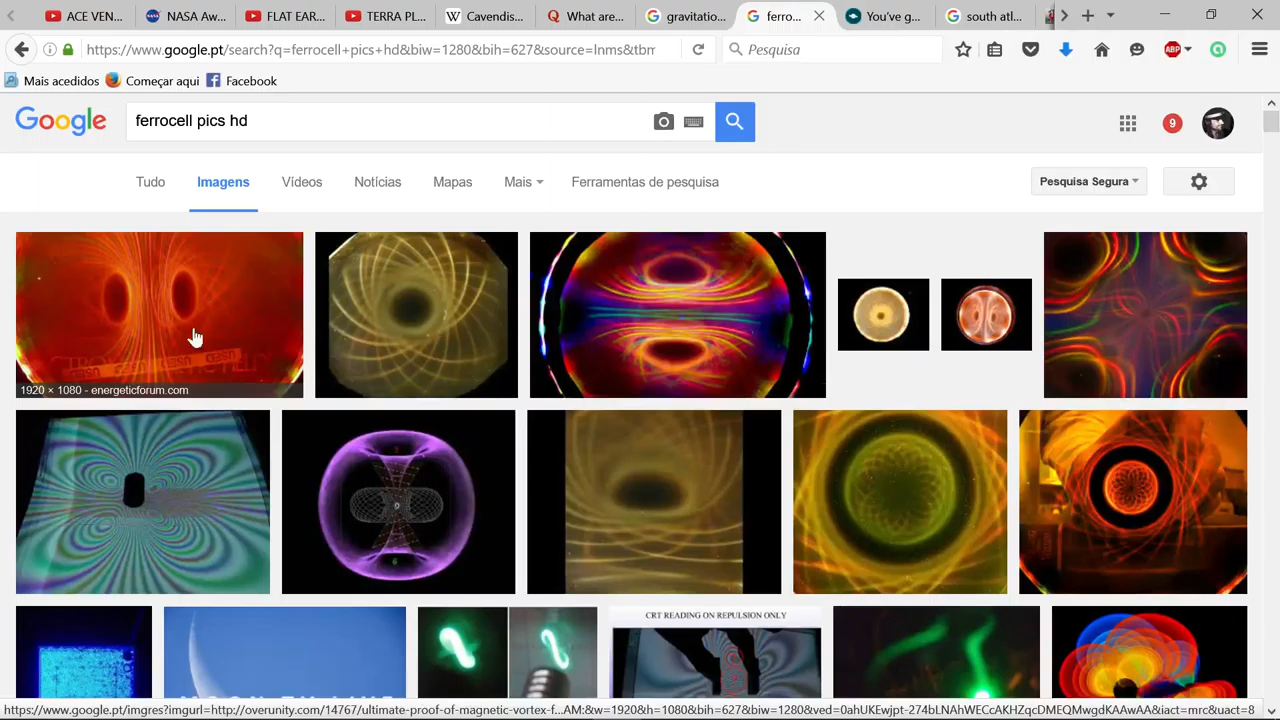 ACE VEN...
NASA Aw...
FLAT EAR...
TERRA PL...
Cavendis...
What are...
gravitatio...
ferro...
You've g...
south atl...
https://www.google.pt/search?q=ferrocell+pics+hd&biw=1280&bih=627&source=lnms&tbm
Pesquisa
ABP
Mais acedidos
Começar aqui
Facebook
Google
ferrocell pics hd
9
Tudo
Imagens
Vídeos
Notícias
Mapas
Mais
Ferramentas de pesquisa
Pesquisa Segura
USED
1920 × 1080 - energeticforum.com
CRT READING ON REPULSION ONLY
https://www.google.pt/imgres?imgurl=http://overunity.com/14767/ultimate-proof-of-magnetic-vortex-f...AM:&w=1920&h=1080&bih=627&biw=1280&ved=0ahUKEwjpt-274bLNAhWECcAKHZqcDMEQMwgdKAAwAA&iact=mrc&uact=8